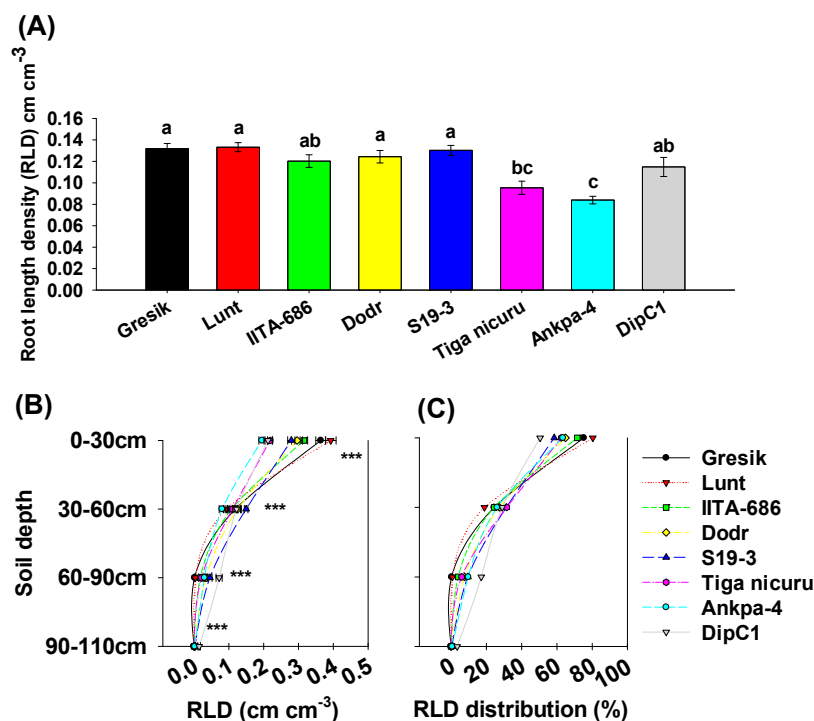 (A)
Root length density (RLD) cm cm-3
0.16
0.14
0.12
0.10
0.08
0.06
0.04
0.02
0.00
a
a
ab
a
a
bc
c
ab
Gresik
Lunt
IITA-686
Dodr
S19-3
Tiga nicuru
Ankpa-4
DipC1
(B)
Soil depth
0-30cm
30-60cm
60-90cm
90-110cm
***
***
***
***
0.0
0.1
0.2
0.3
0.4
0.5
RLD (cm cm-3)
(C)
0
20
40
60
80
100
RLD distribution (%)
Gresik
Lunt
IITA-686
Dodr
S19-3
Tiga nicuru
Ankpa-4
DipC1